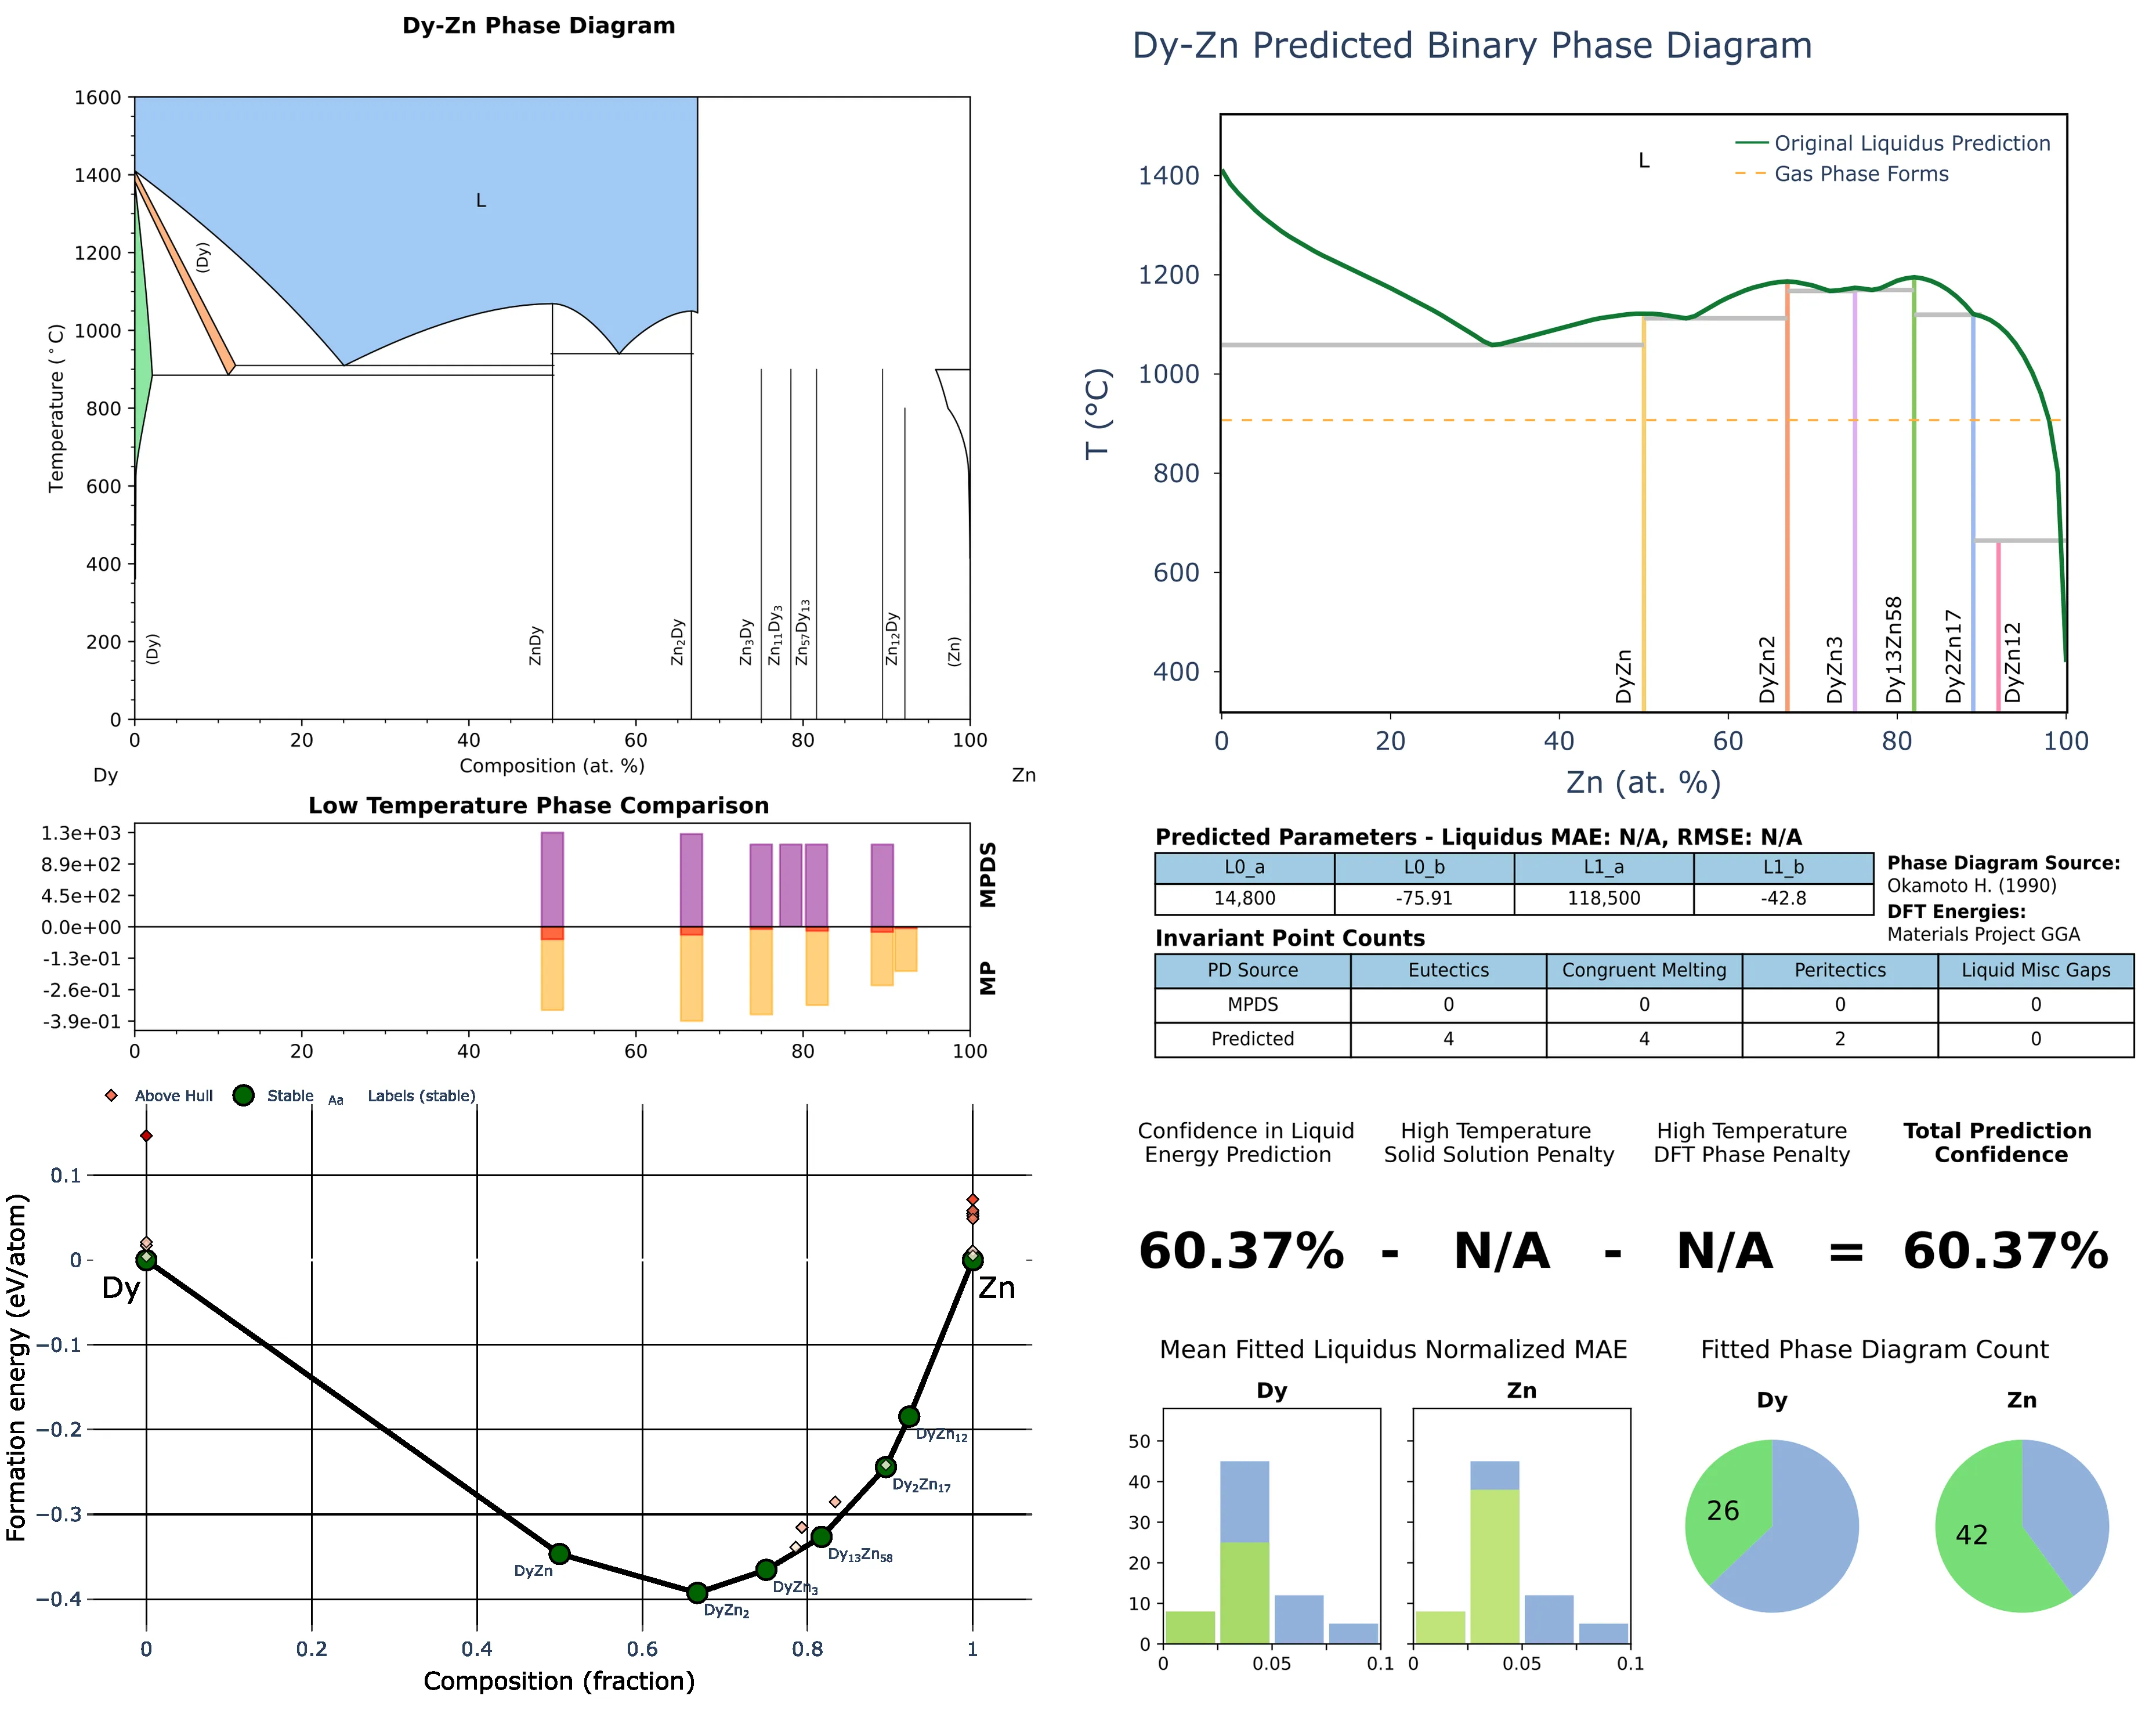 Dy-Zn Phase Diagram
1600
1400
1200
1000
800
600
400
200
0
Temperature (°C)
L
(Dy)
(Dy)
ZnDy
Zn₂Dy
Zn₃Dy
Zn₁₁Dy₃
Zn₅₇Dy₁₃
Zn₁₂Dy
(Zn)
0 20 40 60 80 100
Composition (at. %)
Dy Zn
Low Temperature Phase Comparison
1.3e+03
8.9e+02
4.5e+02
0.0e+00
-1.3e-01
-2.6e-01
-3.9e-01
MPDS
MP
0 20 40 60 80 100
Above Hull Stable Aa Labels (stable)
0.1
0
−0.1
−0.2
−0.3
−0.4
Formation energy (eV/atom)
Dy
Zn
DyZn
DyZn₂
DyZn₃
Dy₁₃Zn₅₈
Dy₂Zn₁₇
DyZn₁₂
0 0.2 0.4 0.6 0.8 1
Composition (fraction)
Dy-Zn Predicted Binary Phase Diagram
L
Original Liquidus Prediction
Gas Phase Forms
1400
1200
1000
800
600
400
T (°C)
DyZn
DyZn2
DyZn3
Dy13Zn58
Dy2Zn17
DyZn12
0 20 40 60 80 100
Zn (at. %)
Predicted Parameters - Liquidus MAE: N/A, RMSE: N/A
L0_a L0_b L1_a L1_b
14,800 -75.91 118,500 -42.8
Phase Diagram Source:
Okamoto H. (1990)
DFT Energies:
Materials Project GGA
Invariant Point Counts
PD Source Eutectics Congruent Melting Peritectics Liquid Misc Gaps
MPDS 0 0 0 0
Predicted 4 4 2 0
Confidence in Liquid
Energy Prediction
High Temperature
Solid Solution Penalty
High Temperature
DFT Phase Penalty
Total Prediction
Confidence
60.37% - N/A - N/A = 60.37%
Mean Fitted Liquidus Normalized MAE
Dy Zn
50
40
30
20
10
0
0 0.05 0.1
0 0.05 0.1
Fitted Phase Diagram Count
Dy Zn
26
42